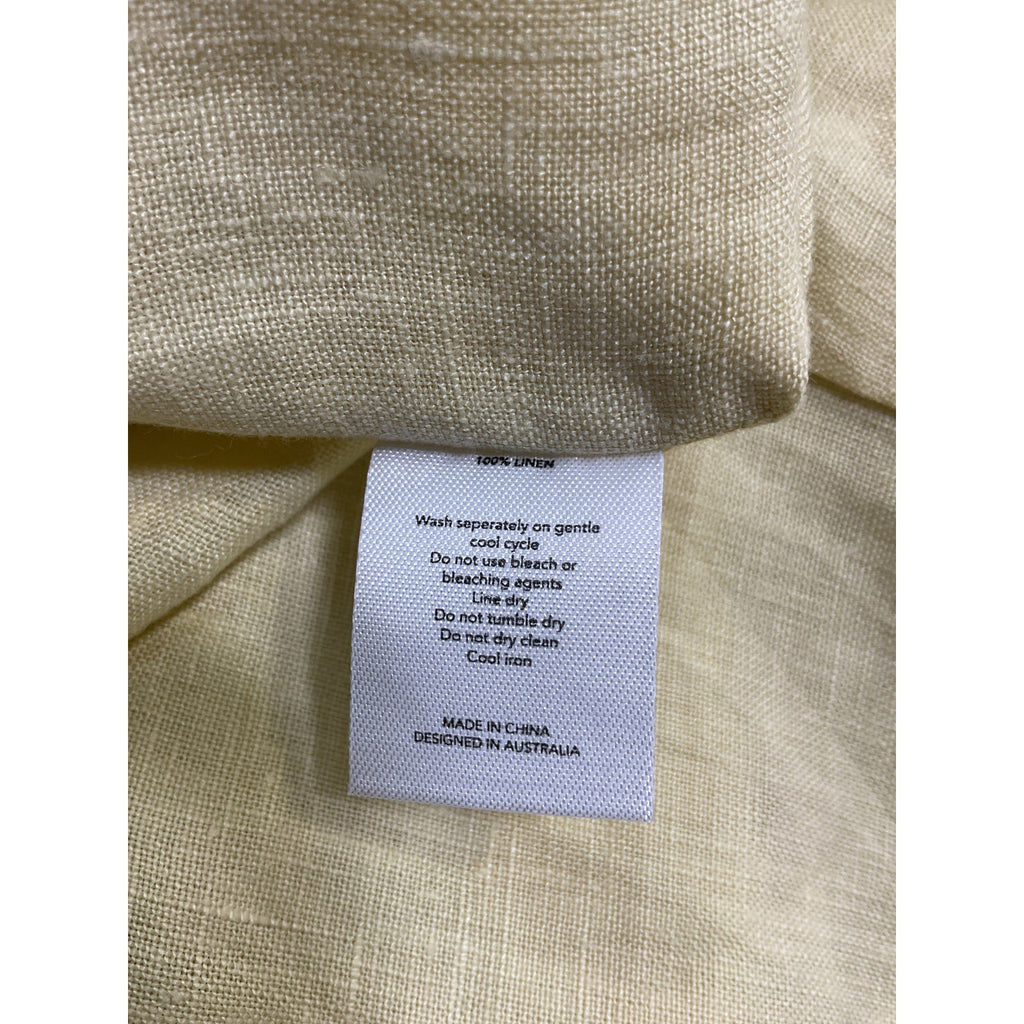 100% LINEN
Wash seperately on gentle
cool cycle
Do not use bleach or
bleaching agents
Line dry
Do not tumble dry
Do not dry clean
Cool iron
MADE IN CHINA
DESIGNED IN AUSTRALIA